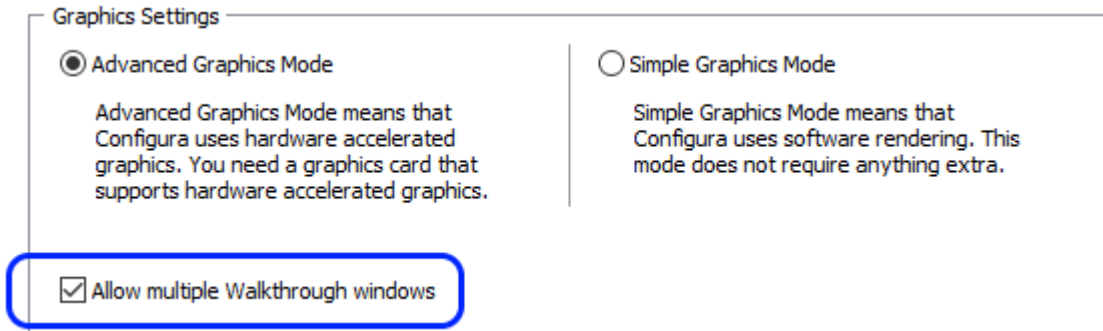 Graphics Settings
Advanced Graphics Mode
Advanced Graphics Mode means that
Configura uses hardware accelerated
graphics. You need a graphics card that
supports hardware accelerated graphics.
Simple Graphics Mode
Simple Graphics Mode means that
Configura uses software rendering. This
mode does not require anything extra.
Allow multiple Walkthrough windows